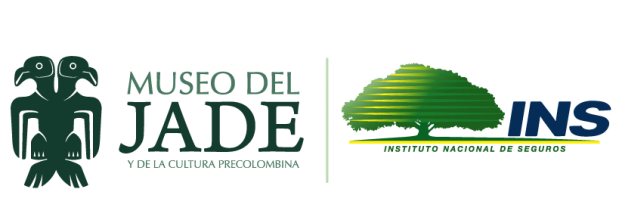 MUSEO DEL
JADE
Y DE LA CULTURA PRECOLOMBINA
INS
INSTITUTO NACIONAL DE SEGUROS